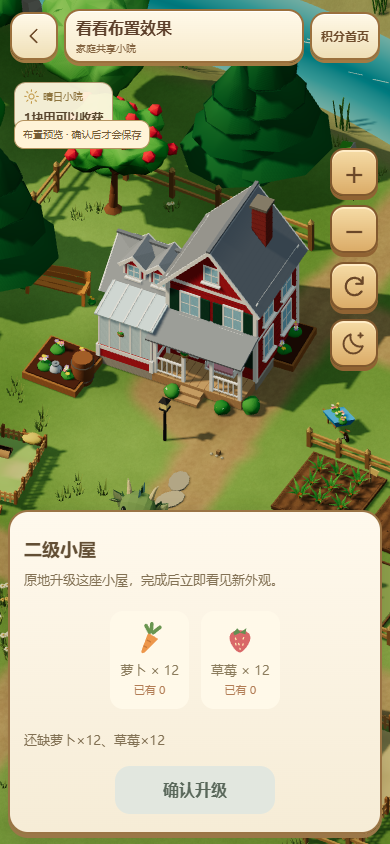 看看布置效果
家庭共享小院
积分首页
晴日小院
1块田可以收获
布置预览 · 确认后才会保存
二级小屋
原地升级这座小屋，完成后立即看见新外观。
萝卜 × 12
已有 0
草莓 × 12
已有 0
还缺萝卜×12、草莓×12
确认升级